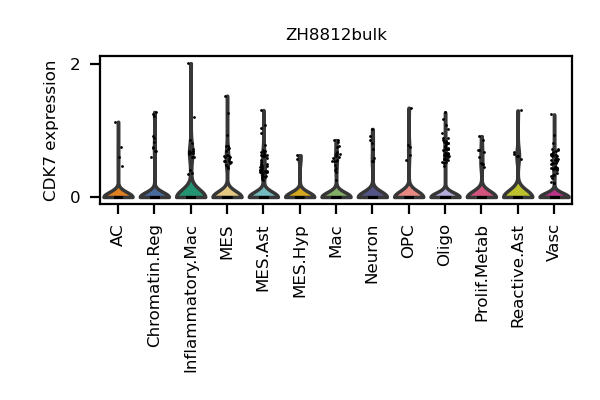 ZH8812bulk
CDK7 expression
2
0
AC
Chromatin.Reg
Inflammatory.Mac
MES
MES.Ast
MES.Hyp
Mac
Neuron
OPC
Oligo
Prolif.Metab
Reactive.Ast
Vasc